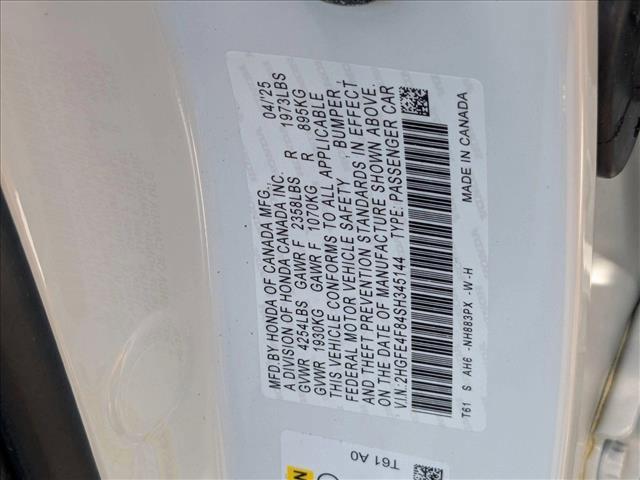 MFD.BY HONDA OF CANADA MFG., 04/'25
A DIVISION OF HONDA CANADA INC.
GVWR 4254LBS GAWR F 2358LBS R 1973LBS
GVWR 1930KG GAWR F 1070KG R 895KG
THIS VEHICLE CONFORMS TO ALL APPLICABLE
FEDERAL MOTOR VEHICLE SAFETY, BUMPER,
AND THEFT PREVENTION STANDARDS IN EFFECT
ON THE DATE OF MANUFACTURE SHOWN ABOVE.
V.I.N.:2HGFE4F84SH345144 TYPE:PASSENGER CAR
T61 S AH6 -NH883PX -W-H MADE IN CANADA
T61 A0